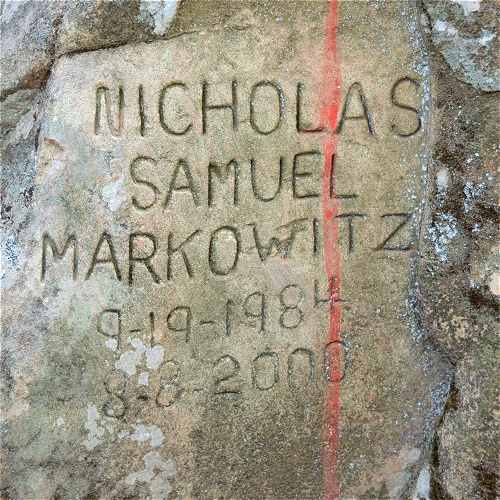 NICHOLAS
SAMUEL
MARKOWITZ
9-19-1984
8-8-2000